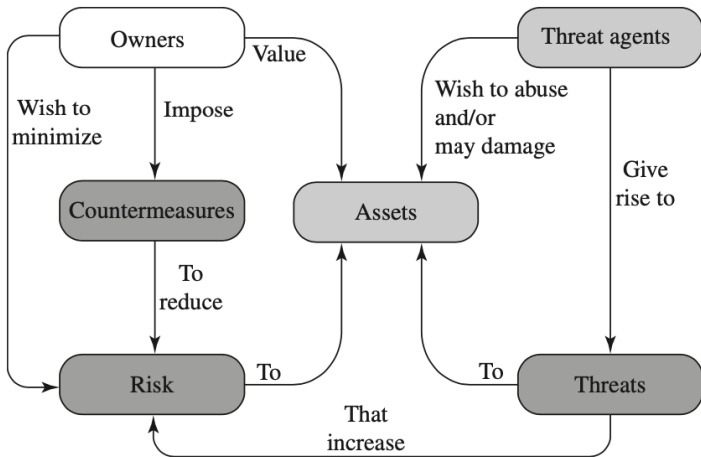 Owners
Value
Threat agents
Wish to
minimize
Impose
Wish to abuse
and/or
may damage
Give
rise to
Countermeasures
Assets
To
reduce
Risk
To
To
Threats
That
increase